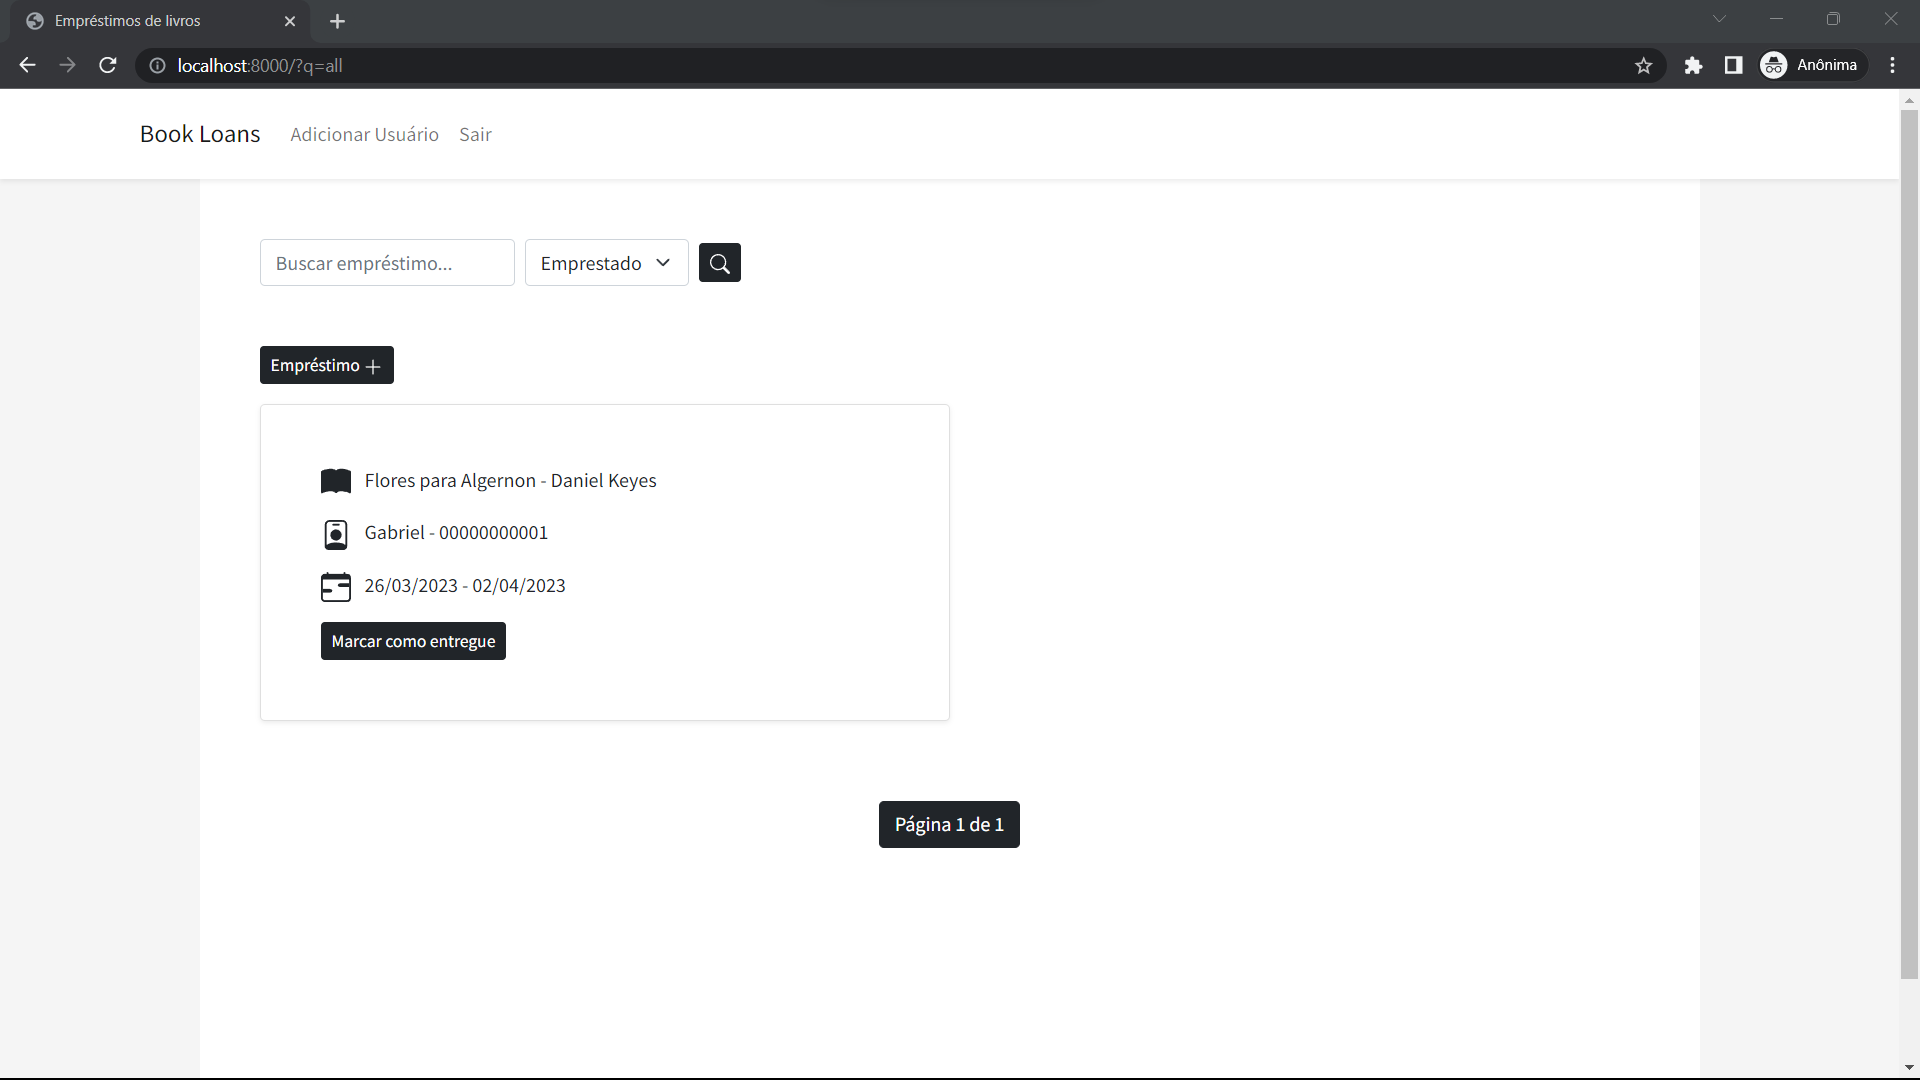 Empréstimos de livros
localhost:8000/?q=all
Anônima
Book Loans Adicionar Usuário Sair
Buscar empréstimo... Emprestado
Empréstimo +
Flores para Algernon - Daniel Keyes
Gabriel - 00000000001
26/03/2023 - 02/04/2023
Marcar como entregue
Página 1 de 1